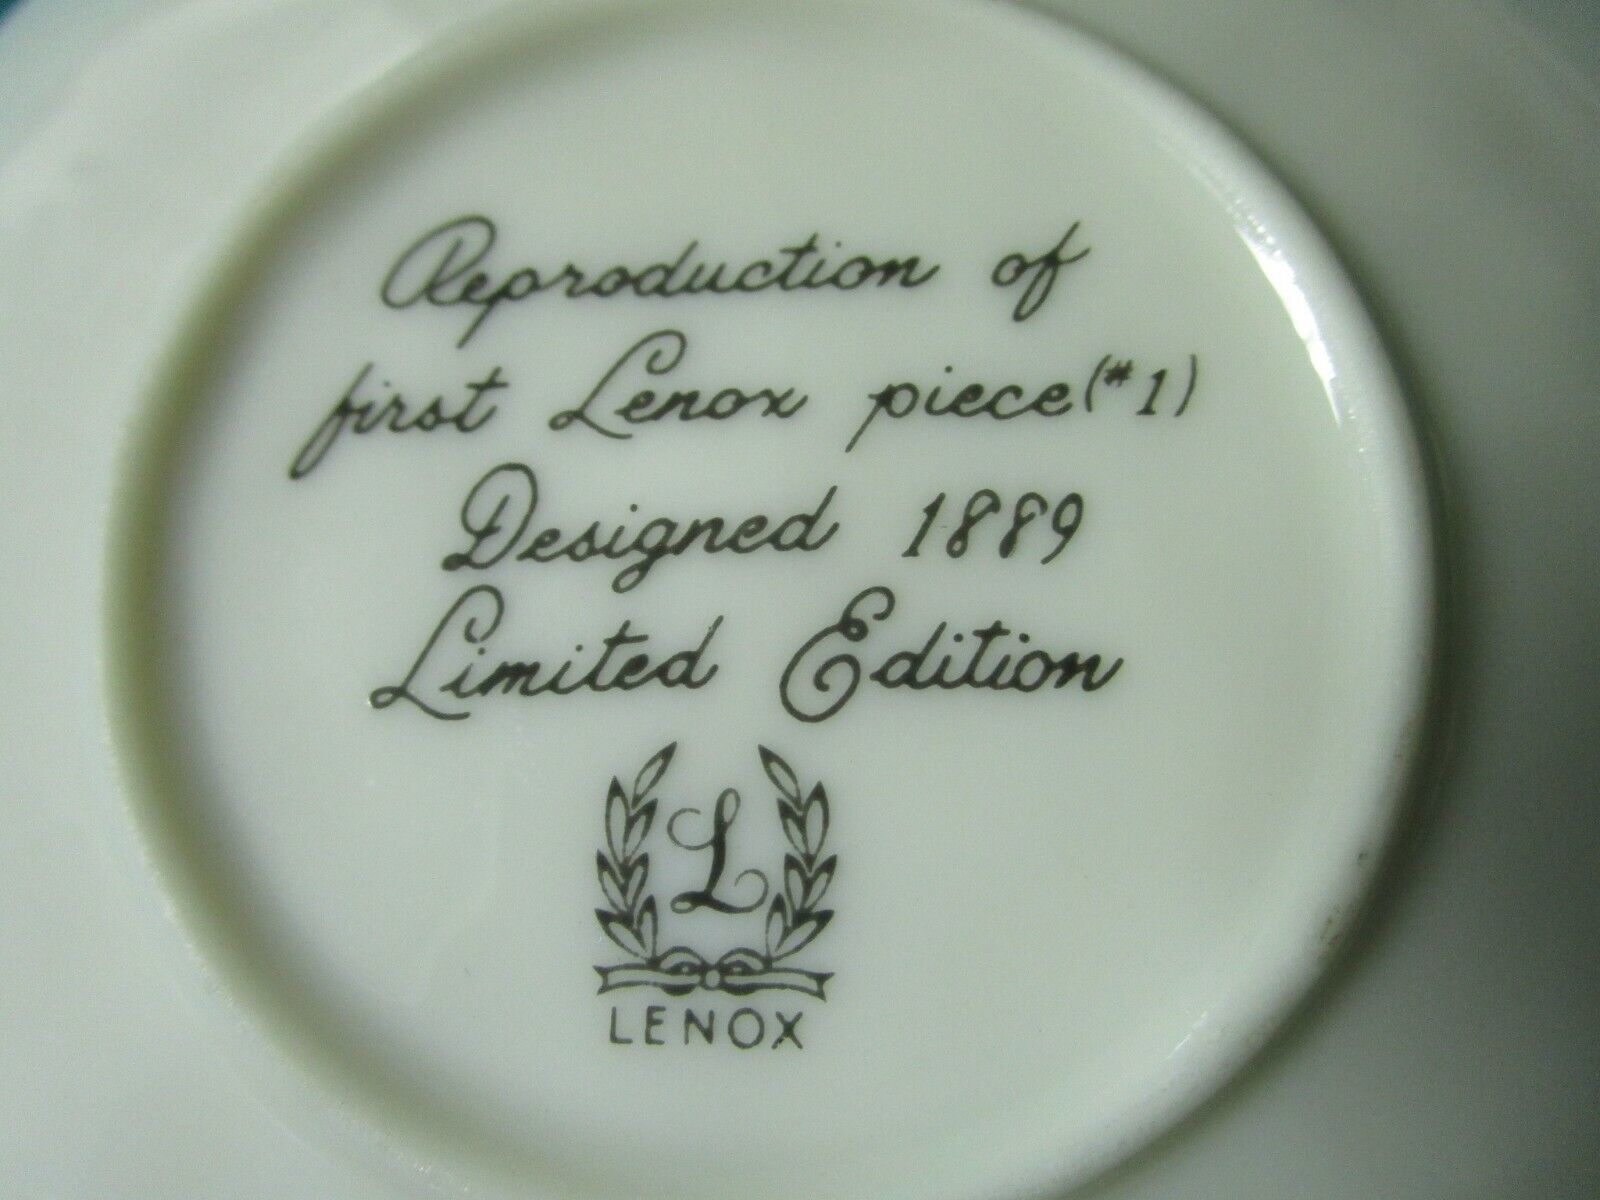 Reproduction of
first Lenox piece(#1)
Designed 1889
Limited Edition
L
LENOX